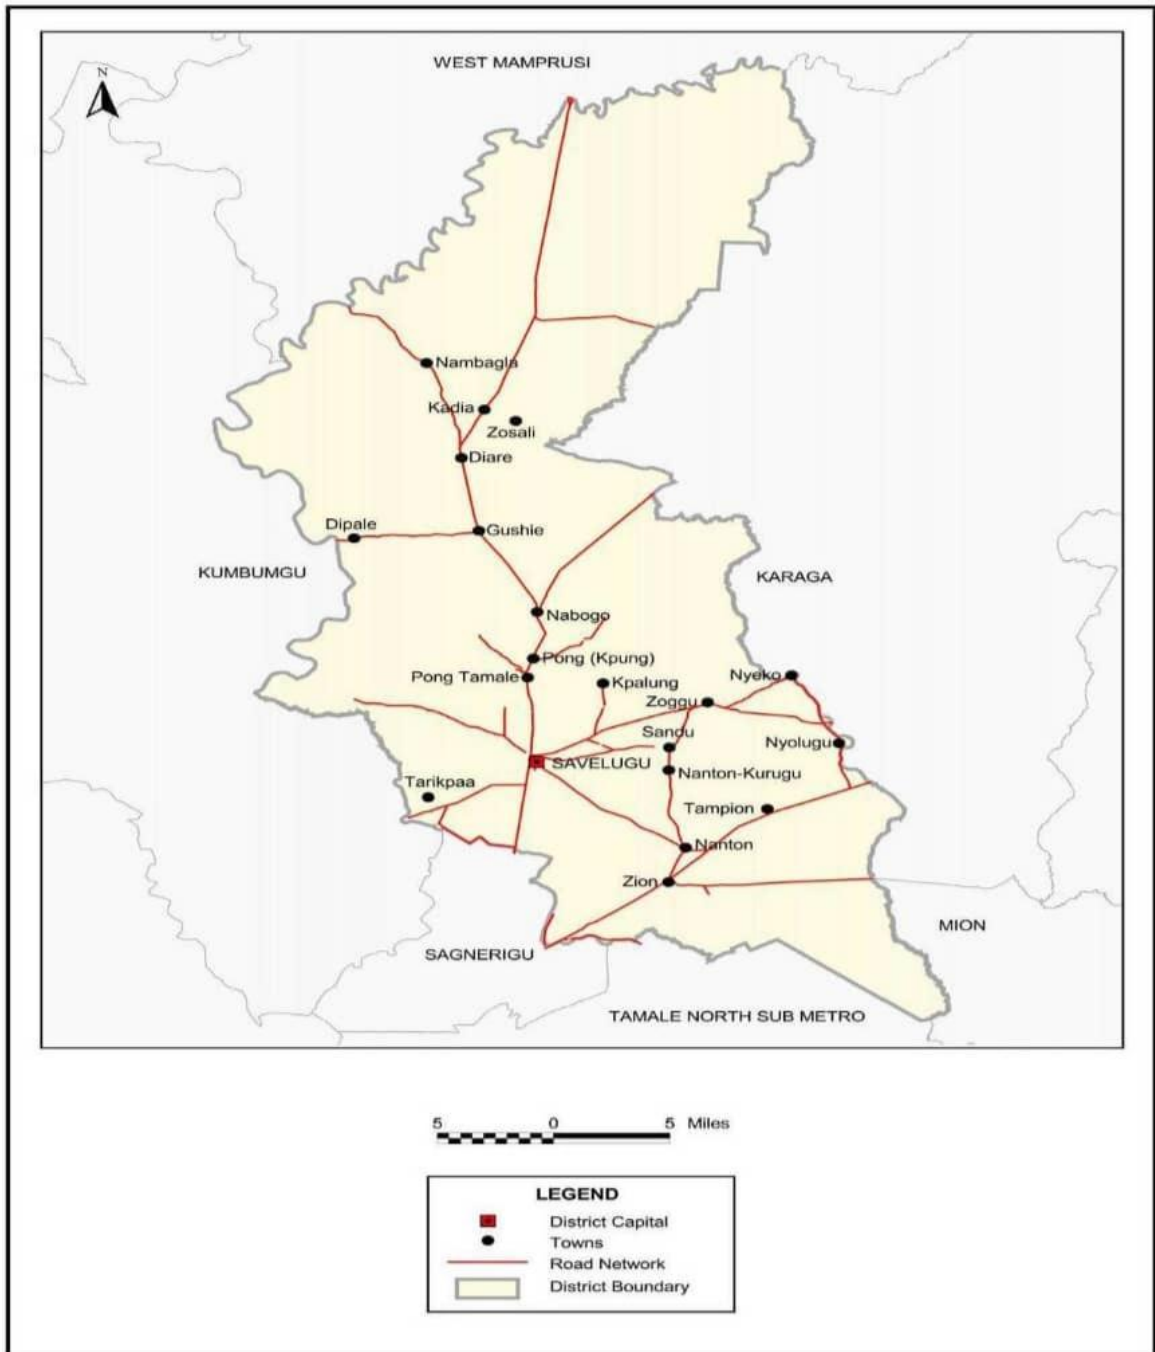 WEST MAMPRUSI
N
Nambagla
Kadia
Zosali
Diare
Dipale
Gushie
KUMBUMGU
KARAGA
Nabogo
Pong (Kpung)
Pong Tamale
Kpalung
Nyeko
Zoggu
Sandu
Nyolugu
SAVELUGU
Nanton-Kurugu
Tarikpaa
Tampion
Nanton
Zion
MION
SAGNERIGU
TAMALE NORTH SUB METRO
5 0 5 Miles
LEGEND
District Capital
Towns
Road Network
District Boundary